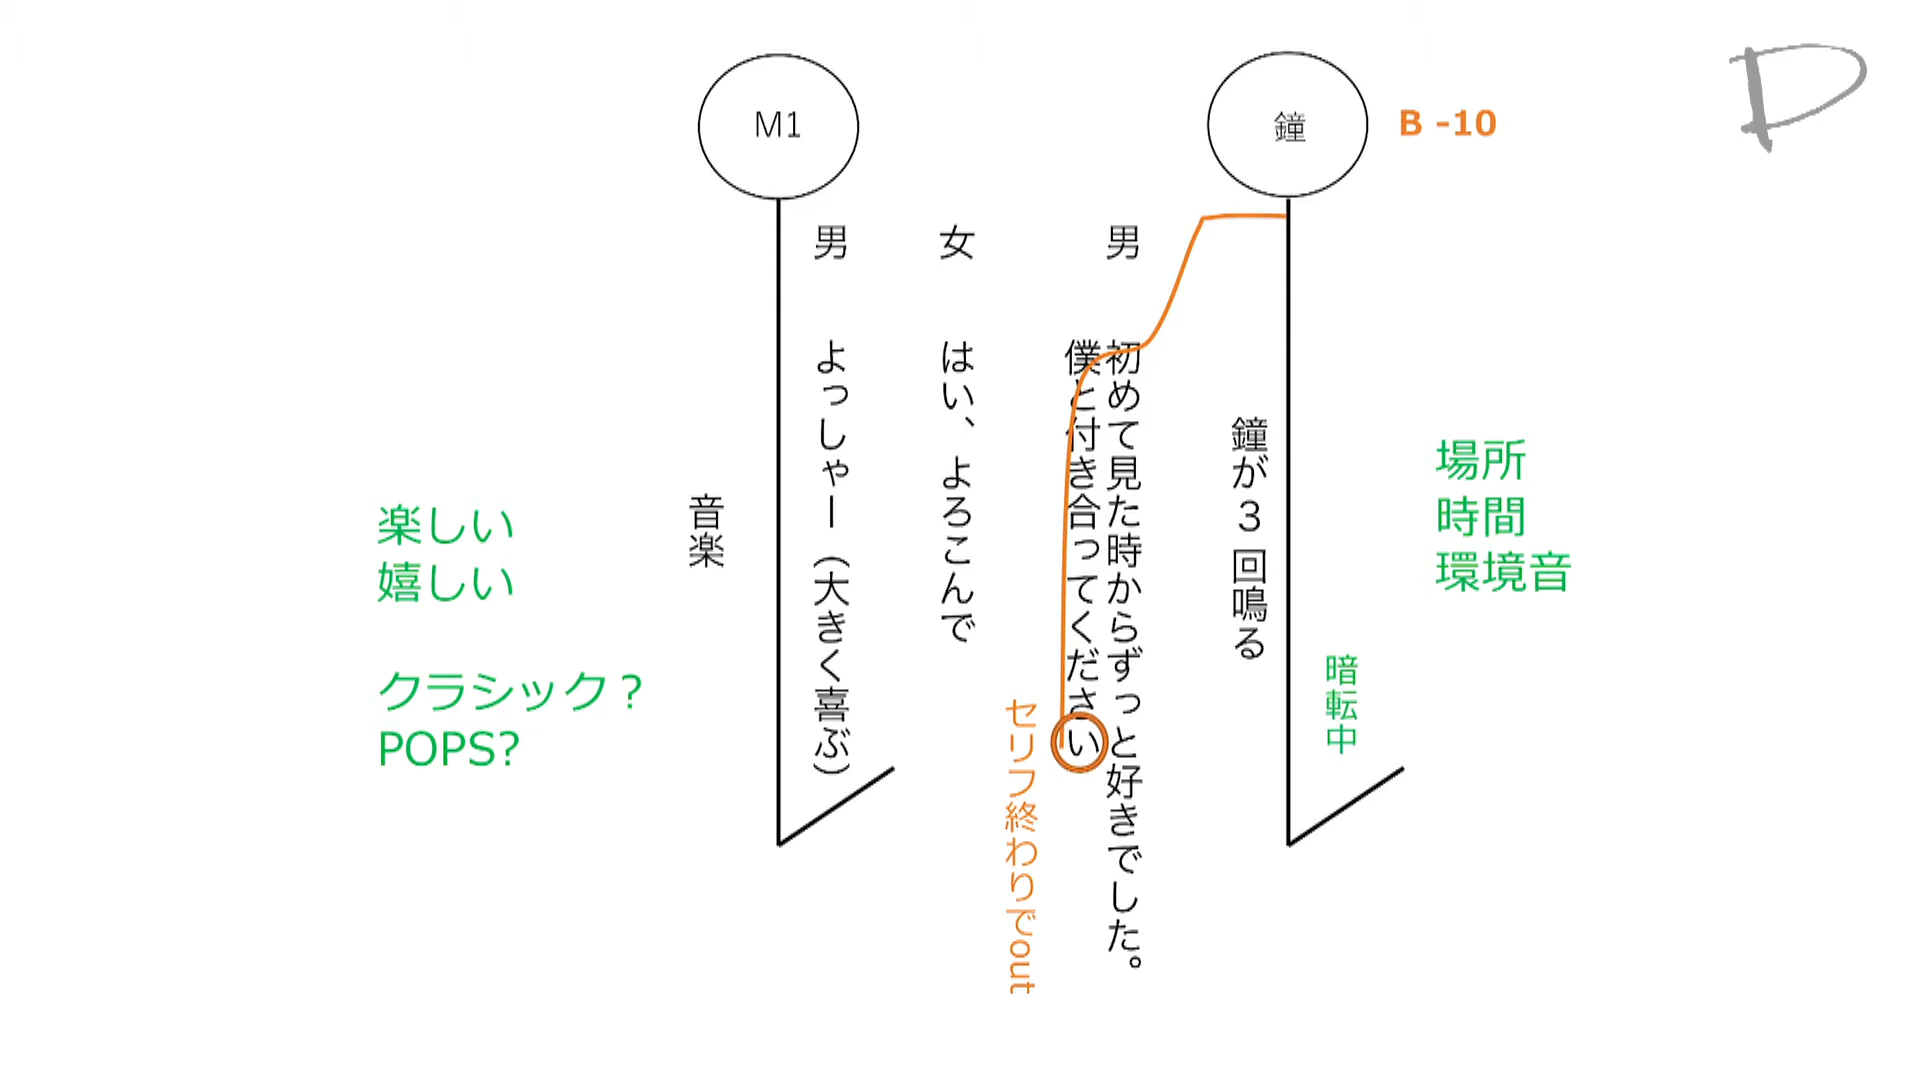 鐘
B -10
場所
時間
環境音
暗転中
鐘が3回鳴る
男 初めて見た時からずっと好きでした。
僕と付き合ってください
セリフ終わりでout
女 はい、よろこんで
男 よっしゃー(大きく喜ぶ)
M1
音楽
楽しい
嬉しい
クラシック?
POPS?